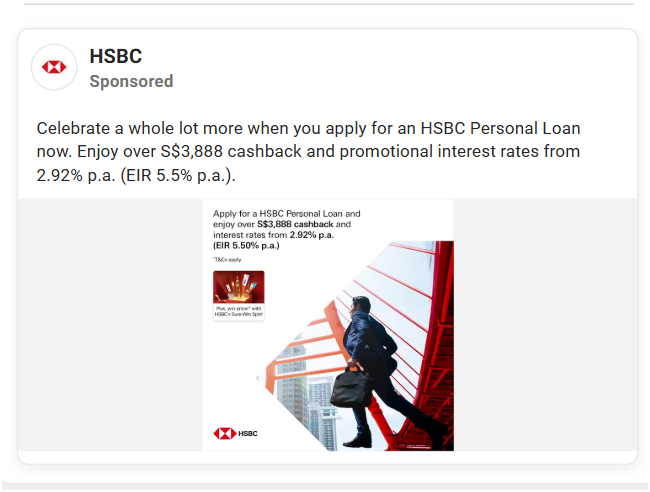 HSBC
Sponsored
Celebrate a whole lot more when you apply for an HSBC Personal Loan
now. Enjoy over S$3,888 cashback and promotional interest rates from
2.92% p.a. (EIR 5.5% p.a.).
Apply for a HSBC Personal Loan and
enjoy over S$3,888 cashback and
interest rates from 2.92% p.a.
(EIR 5.50% p.a.)
*T&Cs apply.
Plus, win prizes* with
HSBC's Sure-Win Spin!
HSBC